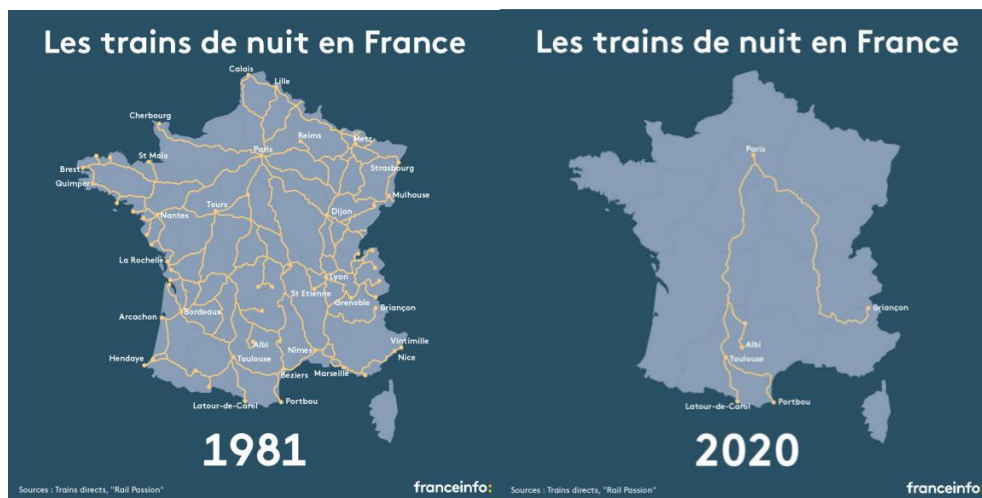 Les trains de nuit en France
Calais
Lille
Cherbourg
Reims
Metz
Paris
St Malo
Strasbourg
Brest
Quimper
Mulhouse
Tours
Nantes
Dijon
La Rochelle
Lyon
St Etienne
Grenoble
Briançon
Bordeaux
Arcachon
Vintimille
Albi
Nîmes
Nice
Hendaye
Toulouse
Béziers
Marseille
Latour-de-Carol
Portbou
1981
Sources : Trains directs, "Rail Passion"
franceinfo:
Les trains de nuit en France
Paris
Briançon
Albi
Toulouse
Latour-de-Carol
Portbou
2020
Sources : Trains directs, "Rail Passion"
franceinfo: